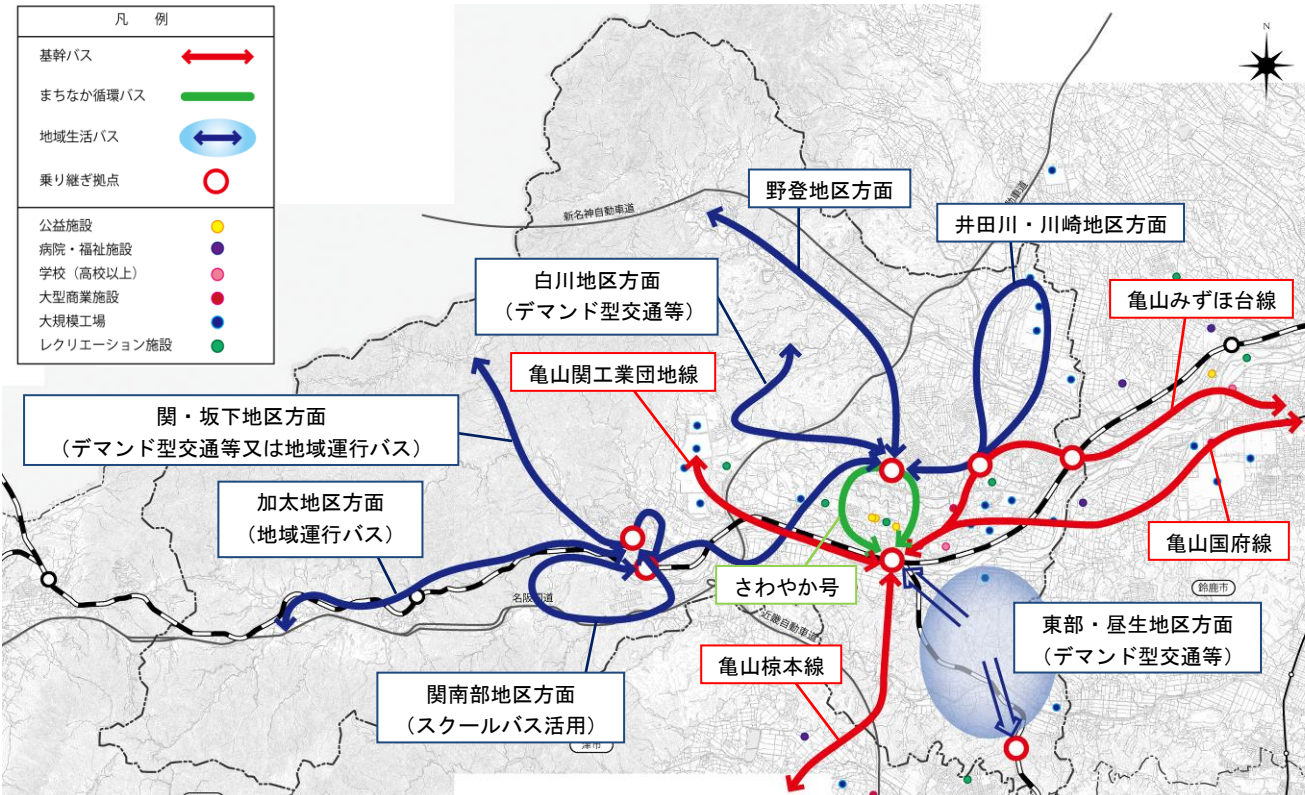 凡 例
基幹バス
まちなか循環バス
地域生活バス
乗り継ぎ拠点
公益施設
病院・福祉施設
学校（高校以上）
大型商業施設
大規模工場
レクリエーション施設
N
野登地区方面
新名神自動車道
動車道
井田川・川崎地区方面
白川地区方面
（デマンド型交通等）
亀山みずほ台線
亀山関工業団地線
関・坂下地区方面
（デマンド型交通等又は地域運行バス）
加太地区方面
（地域運行バス）
亀山国府線
さわやか号
鈴鹿市
名阪国道
近畿自動車道
東部・昼生地区方面
（デマンド型交通等）
亀山椋本線
関南部地区方面
（スクールバス活用）
津市